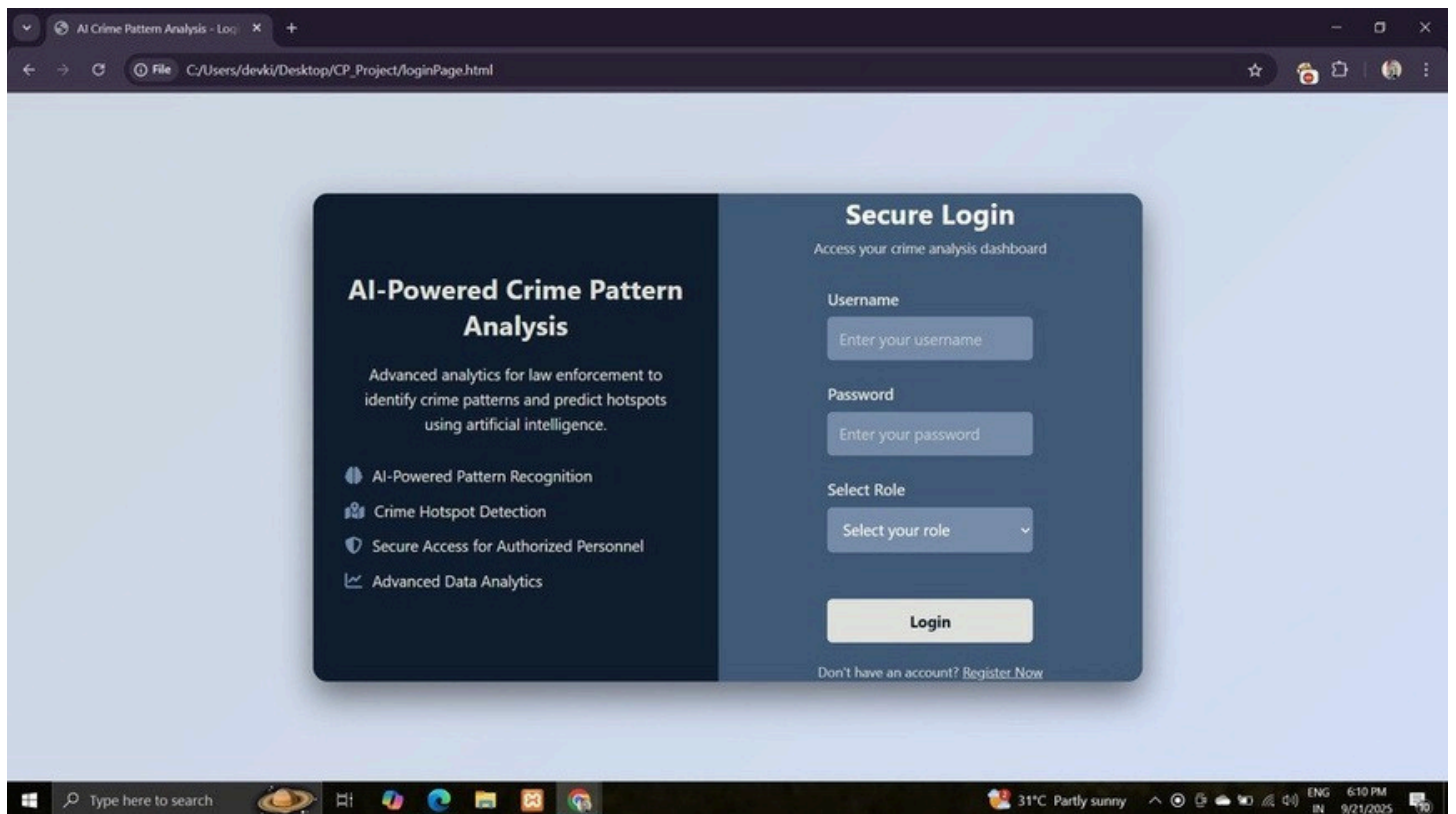 AI Crime Pattern Analysis - Log
File
C:/Users/devki/Desktop/CP_Project/loginPage.html
AI-Powered Crime Pattern
Analysis
Advanced analytics for law enforcement to
identify crime patterns and predict hotspots
using artificial intelligence.
AI-Powered Pattern Recognition
Crime Hotspot Detection
Secure Access for Authorized Personnel
Advanced Data Analytics
Secure Login
Access your crime analysis dashboard
Username
Enter your username
Password
Enter your password
Select Role
Select your role
Login
Don't have an account? Register Now
Type here to search
31°C Partly sunny
ENG
IN
6:10 PM
9/21/2025